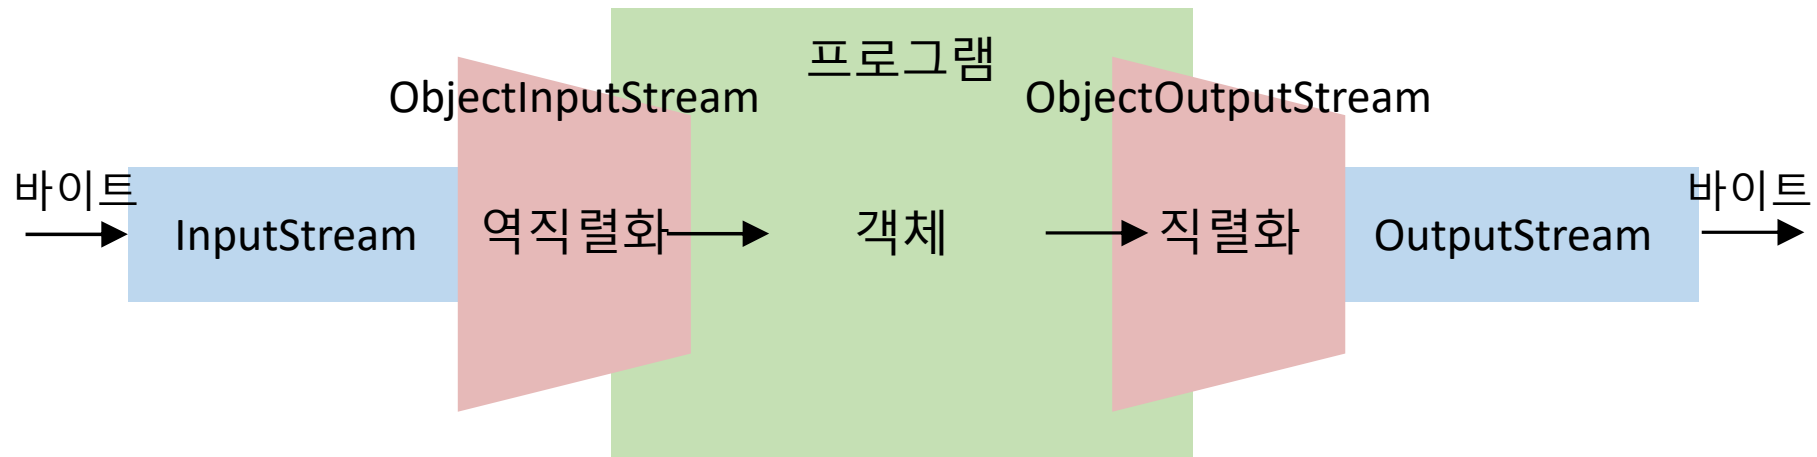 프로그램
ObjectInputStream
ObjectOutputStream
바이트
바이트
InputStream
역직렬화
객체
직렬화
OutputStream